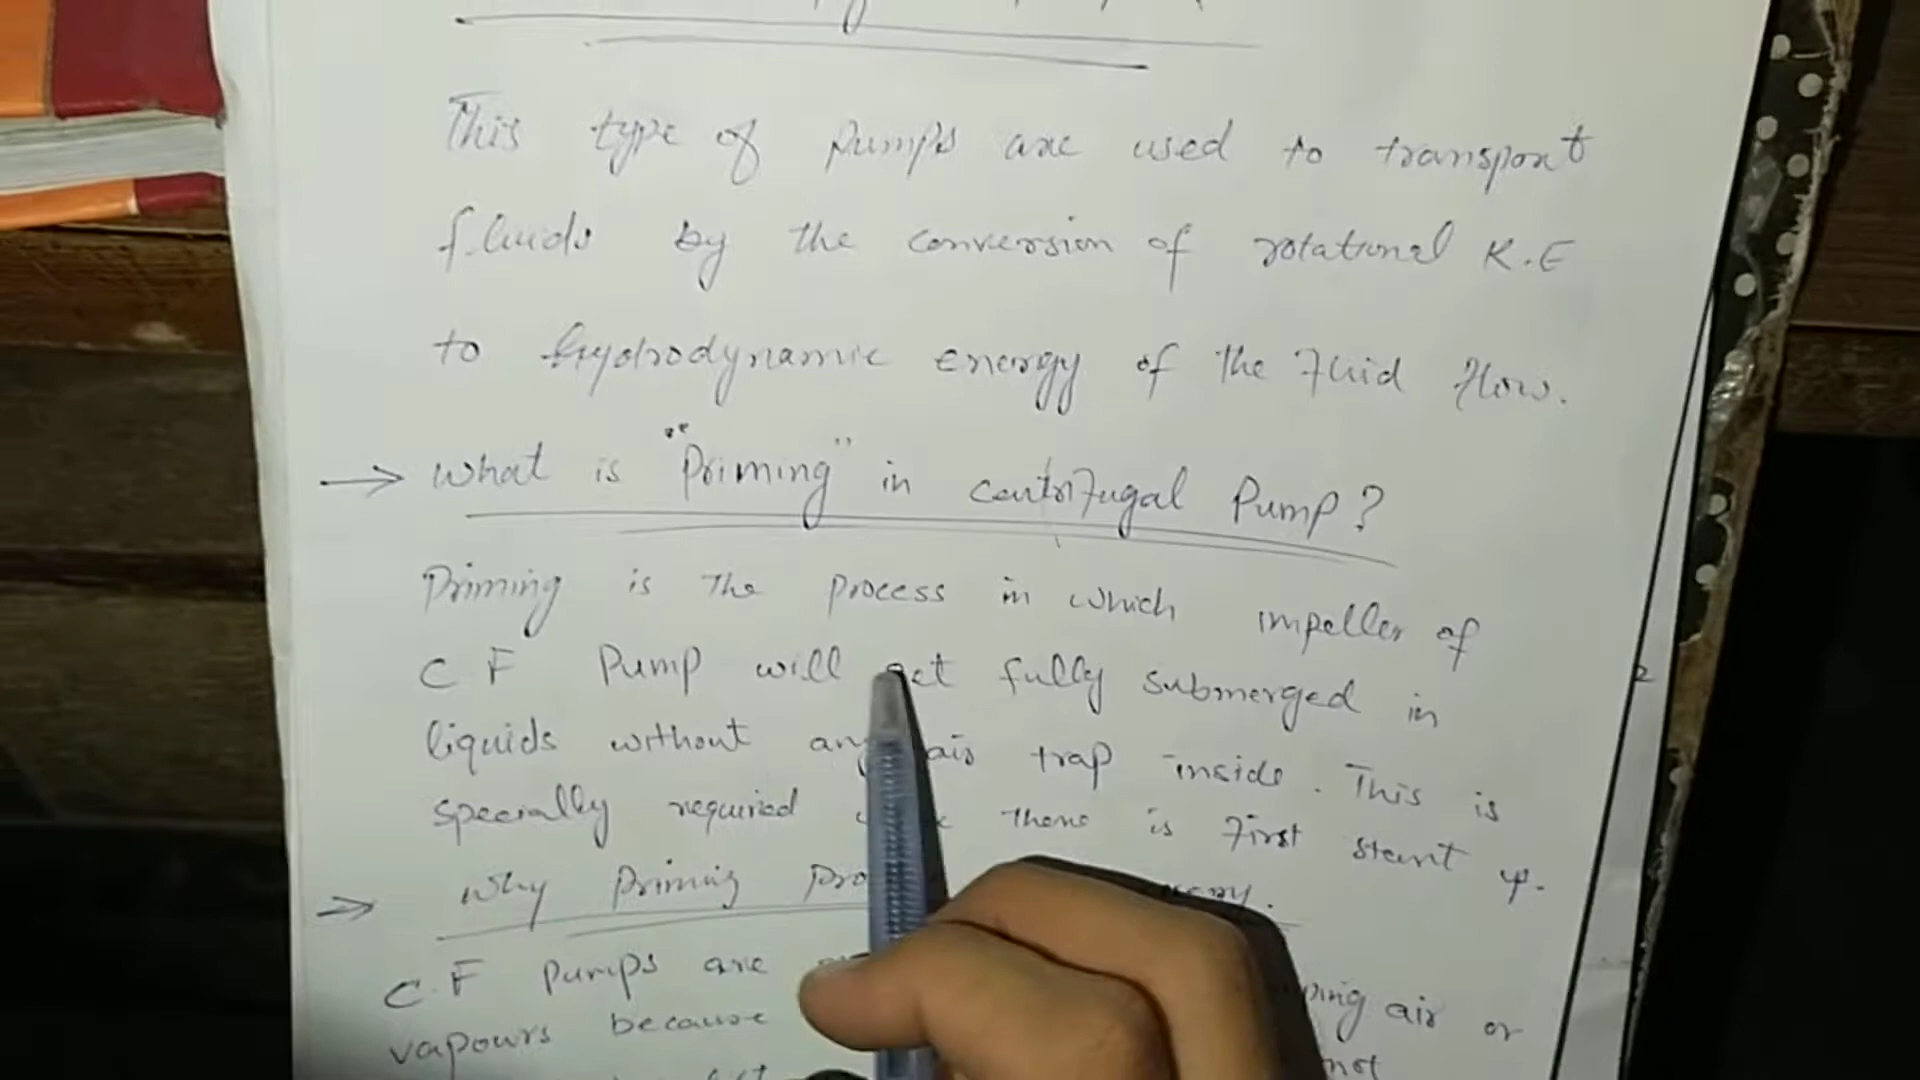 This type of Pumps are used to transport
fluids by the conversion of rotational K.E
to hydrodynamic energy of the fluid flow.
→ What is "Priming" in centrifugal Pump?
Priming is the process in which impeller of
C F Pump will get fully submerged in
liquids without any air trap inside. This is
specially required there is first start up.
→ Why Priming
C.F Pumps are air or
vapours because not